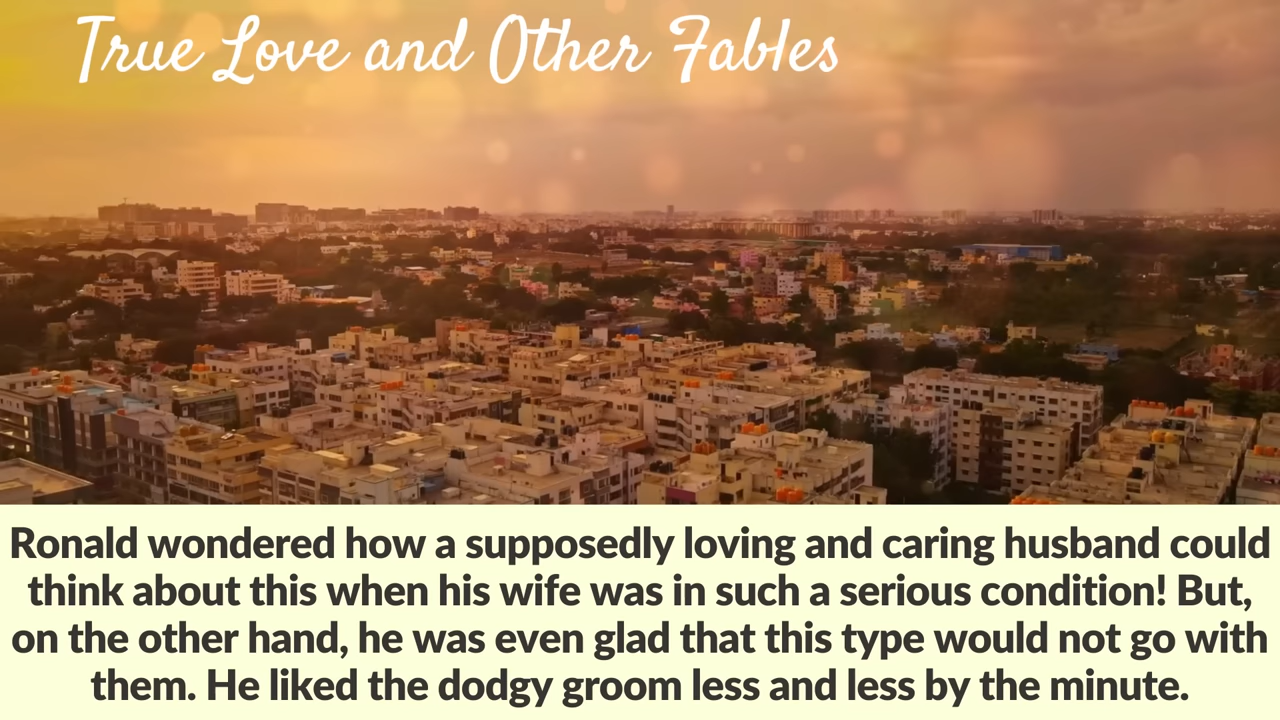 True Love and Other Fables
Ronald wondered how a supposedly loving and caring husband could
think about this when his wife was in such a serious condition! But,
on the other hand, he was even glad that this type would not go with
them. He liked the dodgy groom less and less by the minute.